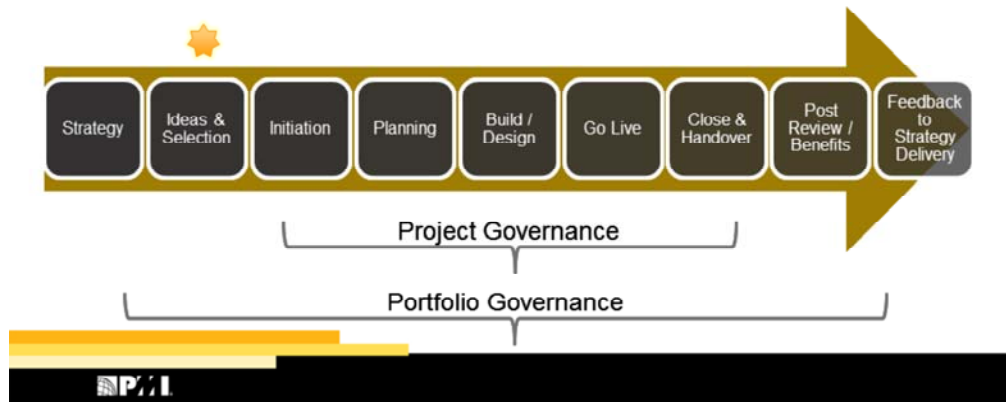 Strategy
Ideas &
Selection
Initiation
Planning
Build /
Design
Go Live
Close &
Handover
Post
Review /
Benefits
Feedback
to
Strategy
Delivery
Project Governance
Portfolio Governance
PMI